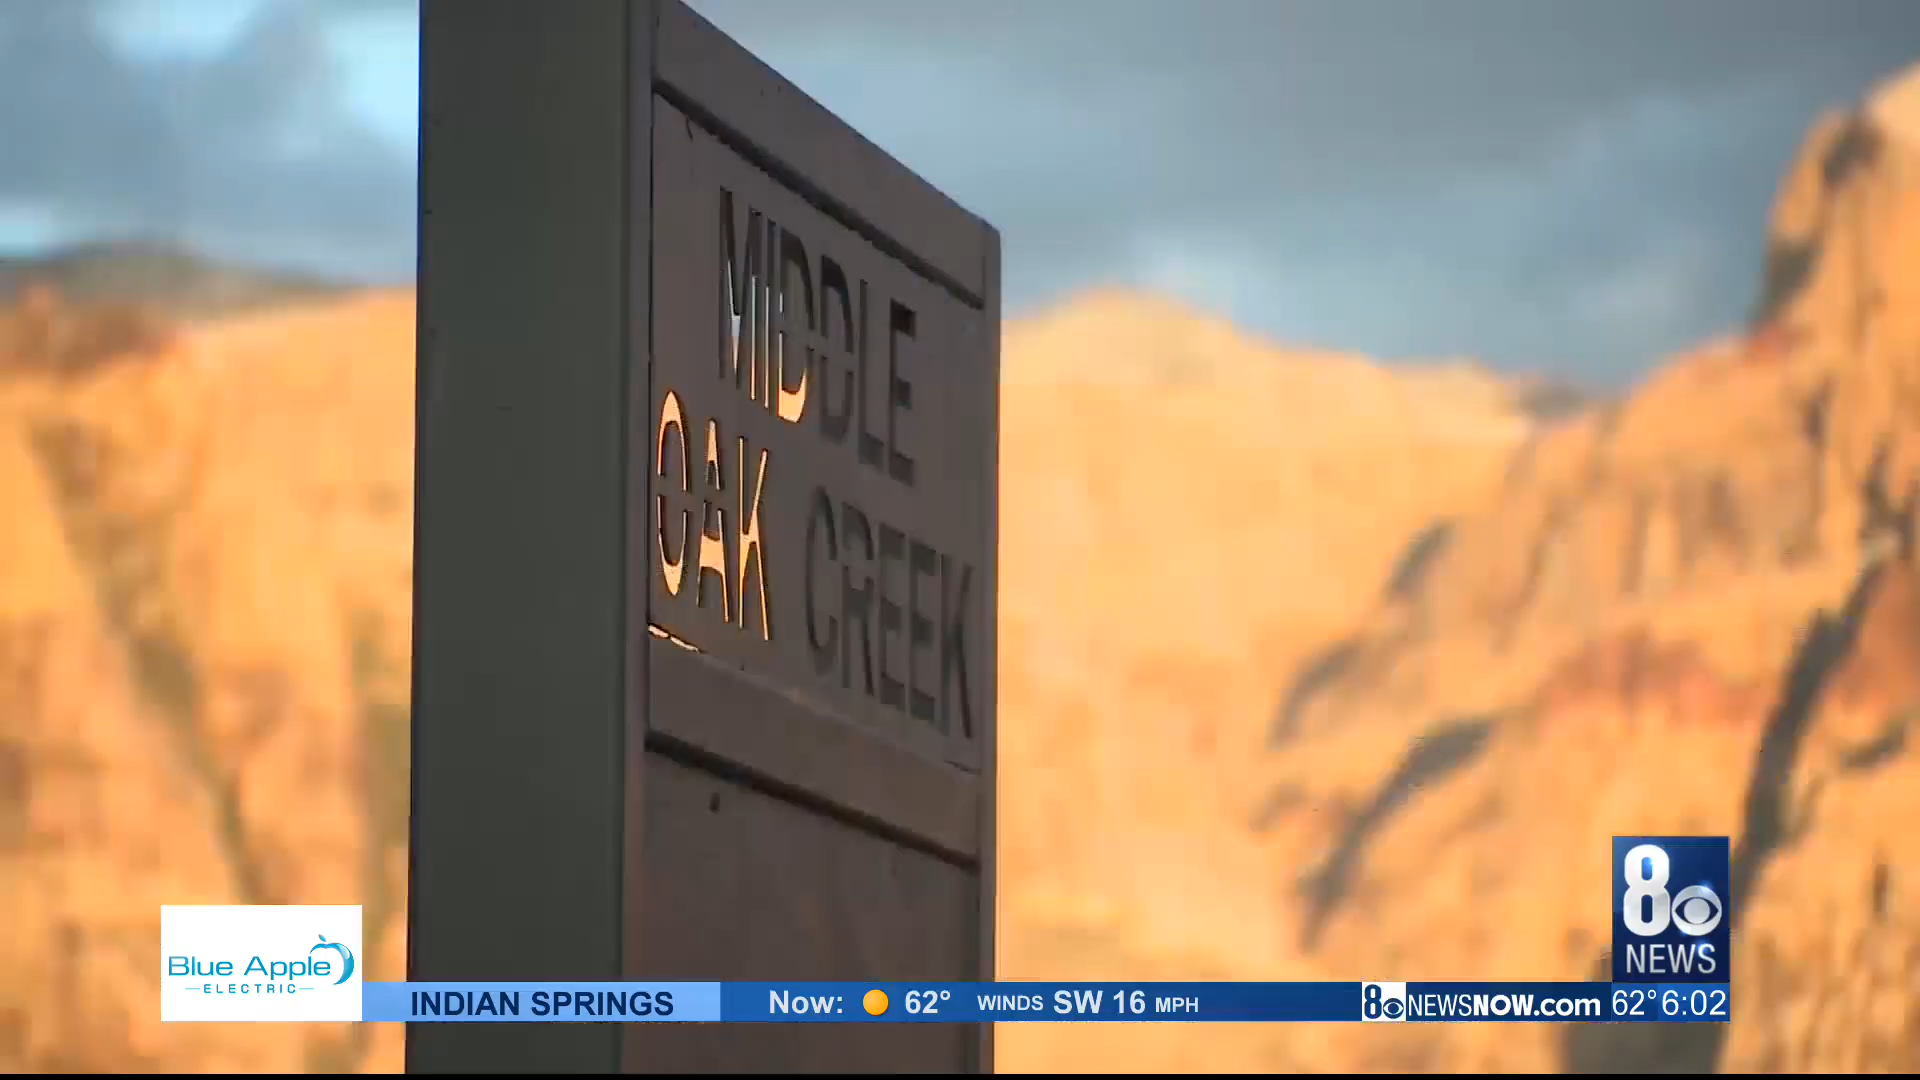 MIDDLE
OAK CREEK
8
NEWS
Blue Apple
ELECTRIC
INDIAN SPRINGS
Now: 62° WINDS SW 16 MPH
8 NEWSNOW.com 62° 6:02